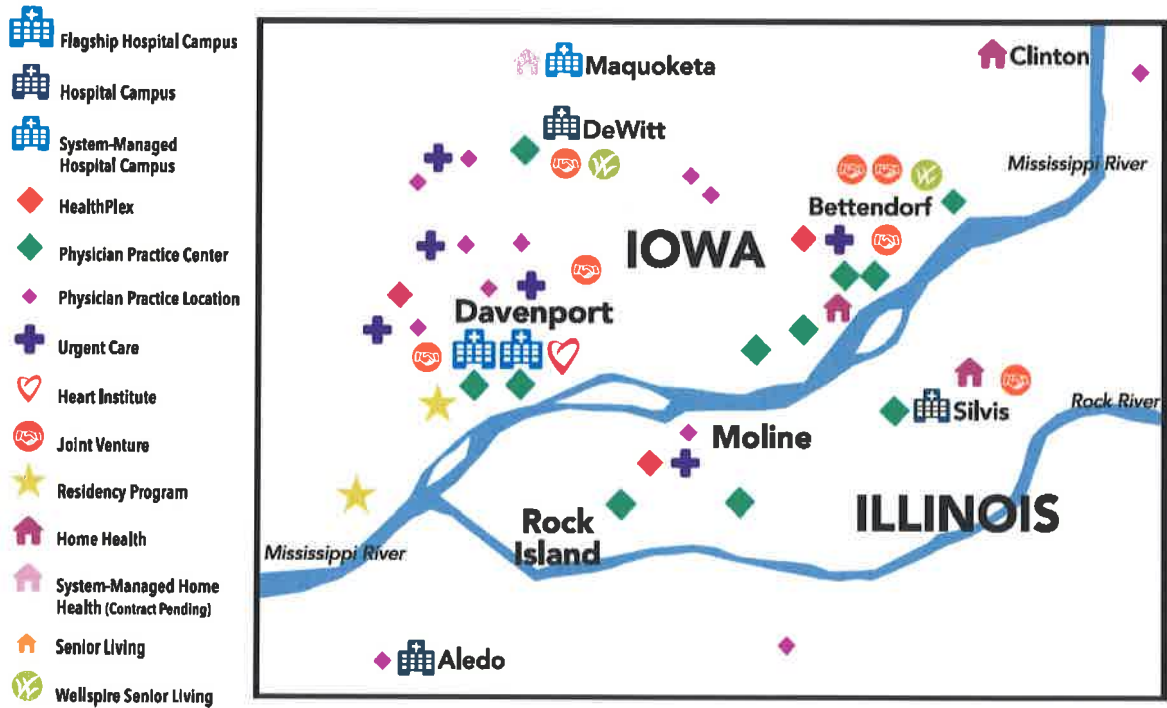 Flagship Hospital Campus
Hospital Campus
System-Managed
Hospital Campus
HealthPlex
Physician Practice Center
Physician Practice Location
Urgent Care
Heart Institute
Joint Venture
Residency Program
Home Health
System-Managed Home
Health (Contract Pending)
Senior Living
Wellspire Senior Living
Maquoketa
Clinton
DeWitt
Mississippi River
Bettendorf
IOWA
Davenport
Silvis
Rock River
Moline
ILLINOIS
Rock
Island
Mississippi River
Aledo